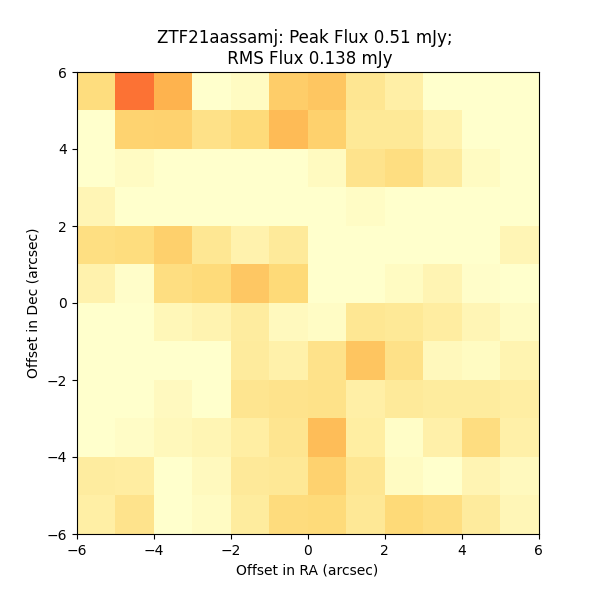 ZTF21aassamj: Peak Flux 0.51 mJy;
RMS Flux 0.138 mJy
6
4
2
0
−2
−4
−6
Offset in Dec (arcsec)
−6 −4 −2 0 2 4 6
Offset in RA (arcsec)